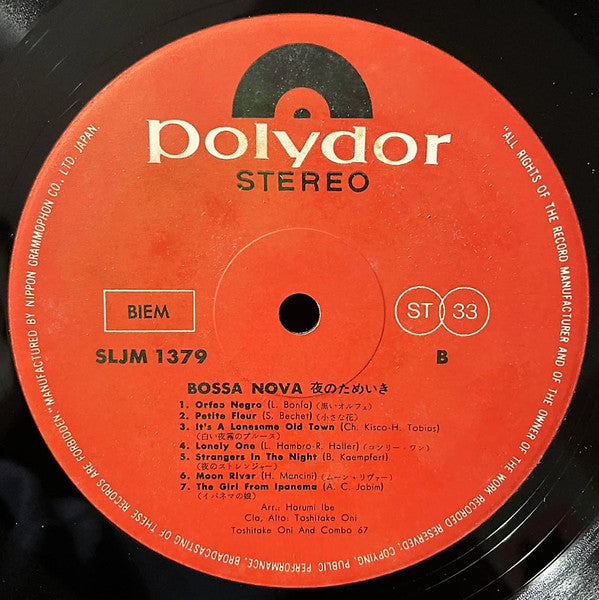 polydor
STEREO
BIEM
ST 33
SLJM 1379
B
BOSSA NOVA 夜のためいき
1. Orfeo Negro (L. Bonfa) (黒いオルフェ)
2. Petite Fleur (S. Bechet) (小さな花)
3. It's A Lonesome Old Town (Ch. Kisco-H. Tobias)
(白い夜霧のブルース)
4. Lonely One (L. Hambro-R. Haller) (ロンリー・ワン)
5. Strangers In The Night (B. Kaempfert)
(夜のストレンジャー)
6. Moon River (H. Mancini) (ムーン・リヴァー)
7. The Girl From Ipanema (A. C. Jobim)
(イパネマの娘)
Arr.: Harumi Ibe
Cla, Alto: Toshitake Oni
Toshitake Oni And Combo 67
"ALL RIGHTS OF THE RECORD MANUFACTURER AND OF THE OWNER OF THE WORK RECORDED RESERVED; COPYING, PUBLIC PERFORMANCE, BROADCASTING OF THESE RECORDS ARE FORBIDDEN" MANUFACTURED BY NIPPON GRAMMOPHON CO., LTD. JAPAN.